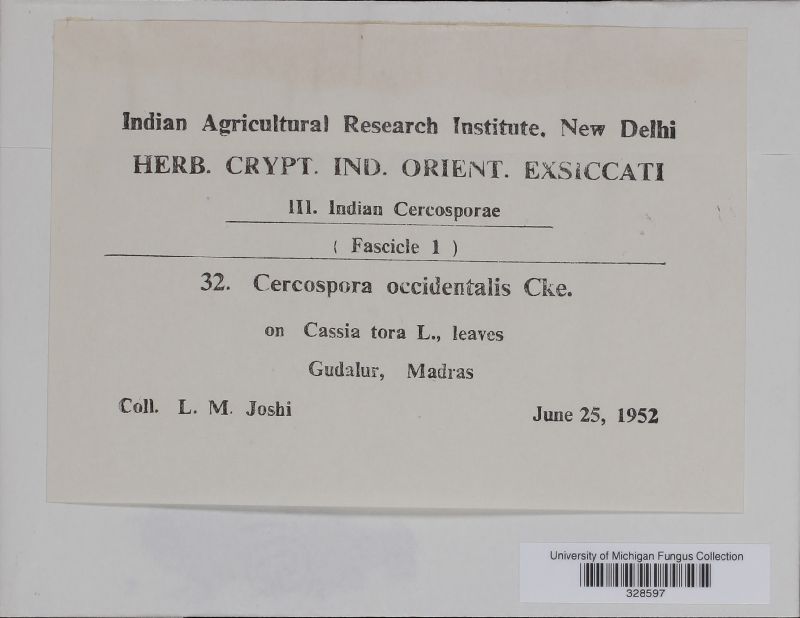 Indian Agricultural Research Institute, New Delhi
HERB. CRYPT. IND. ORIENT. EXSICCATI
III. Indian Cercosporae
( Fascicle 1 )
32. Cercospora occidentalis Cke.
on Cassia tora L., leaves
Gudalur, Madras
Coll. L. M. Joshi June 25, 1952
University of Michigan Fungus Collection
328597